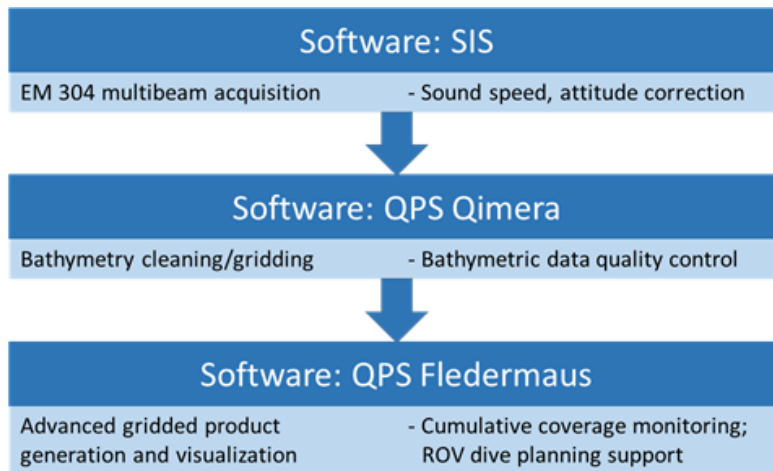 Software: SIS
EM 304 multibeam acquisition - Sound speed, attitude correction
Software: QPS Qimera
Bathymetry cleaning/gridding - Bathymetric data quality control
Software: QPS Fledermaus
Advanced gridded product
generation and visualization
- Cumulative coverage monitoring;
ROV dive planning support